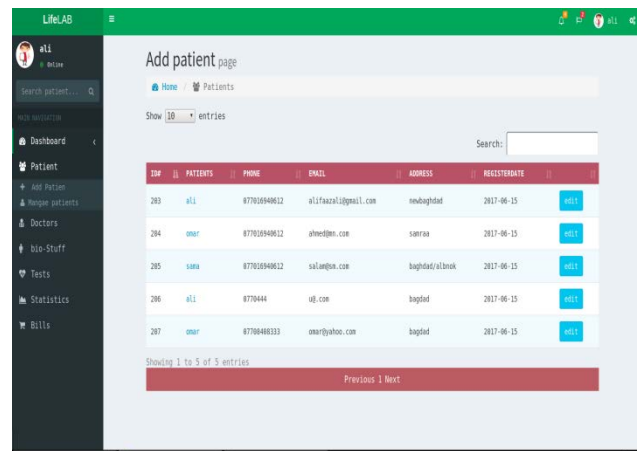 LifeLAB
ali
ali
Online
Search patient...
MAIN NAVIGATION
Dashboard
Patient
Add Patien
Mangae patients
Doctors
bio-Stuff
Tests
Statistics
Bills
Add patient page
Home / Patients
Show 10 entries
Search:
ID# PATIENTS PHONE EMAIL ADDRESS REGISTERDATE
203 ali 077016940612 alifaazali@gmail.com newbaghdad 2017-06-15 edit
204 omar 077016940612 ahmed@mn.com samraa 2017-06-15 edit
205 sama 077016940612 salam@sm.com baghdad/albnok 2017-06-15 edit
206 ali 0770444 u@.com bagdad 2017-06-15 edit
207 omar 07708408333 omar@yahoo.com bagdad 2017-06-15 edit
Showing 1 to 5 of 5 entries
Previous 1 Next